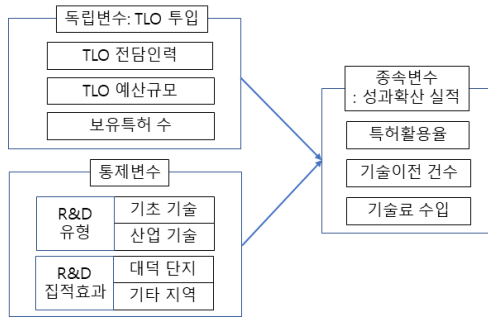 독립변수: TLO 투입
TLO 전담인력
TLO 예산규모
보유특허 수
통제변수
R&D
유형
기초 기술
산업 기술
R&D
집적효과
대덕 단지
기타 지역
종속변수
: 성과확산 실적
특허활용율
기술이전 건수
기술료 수입